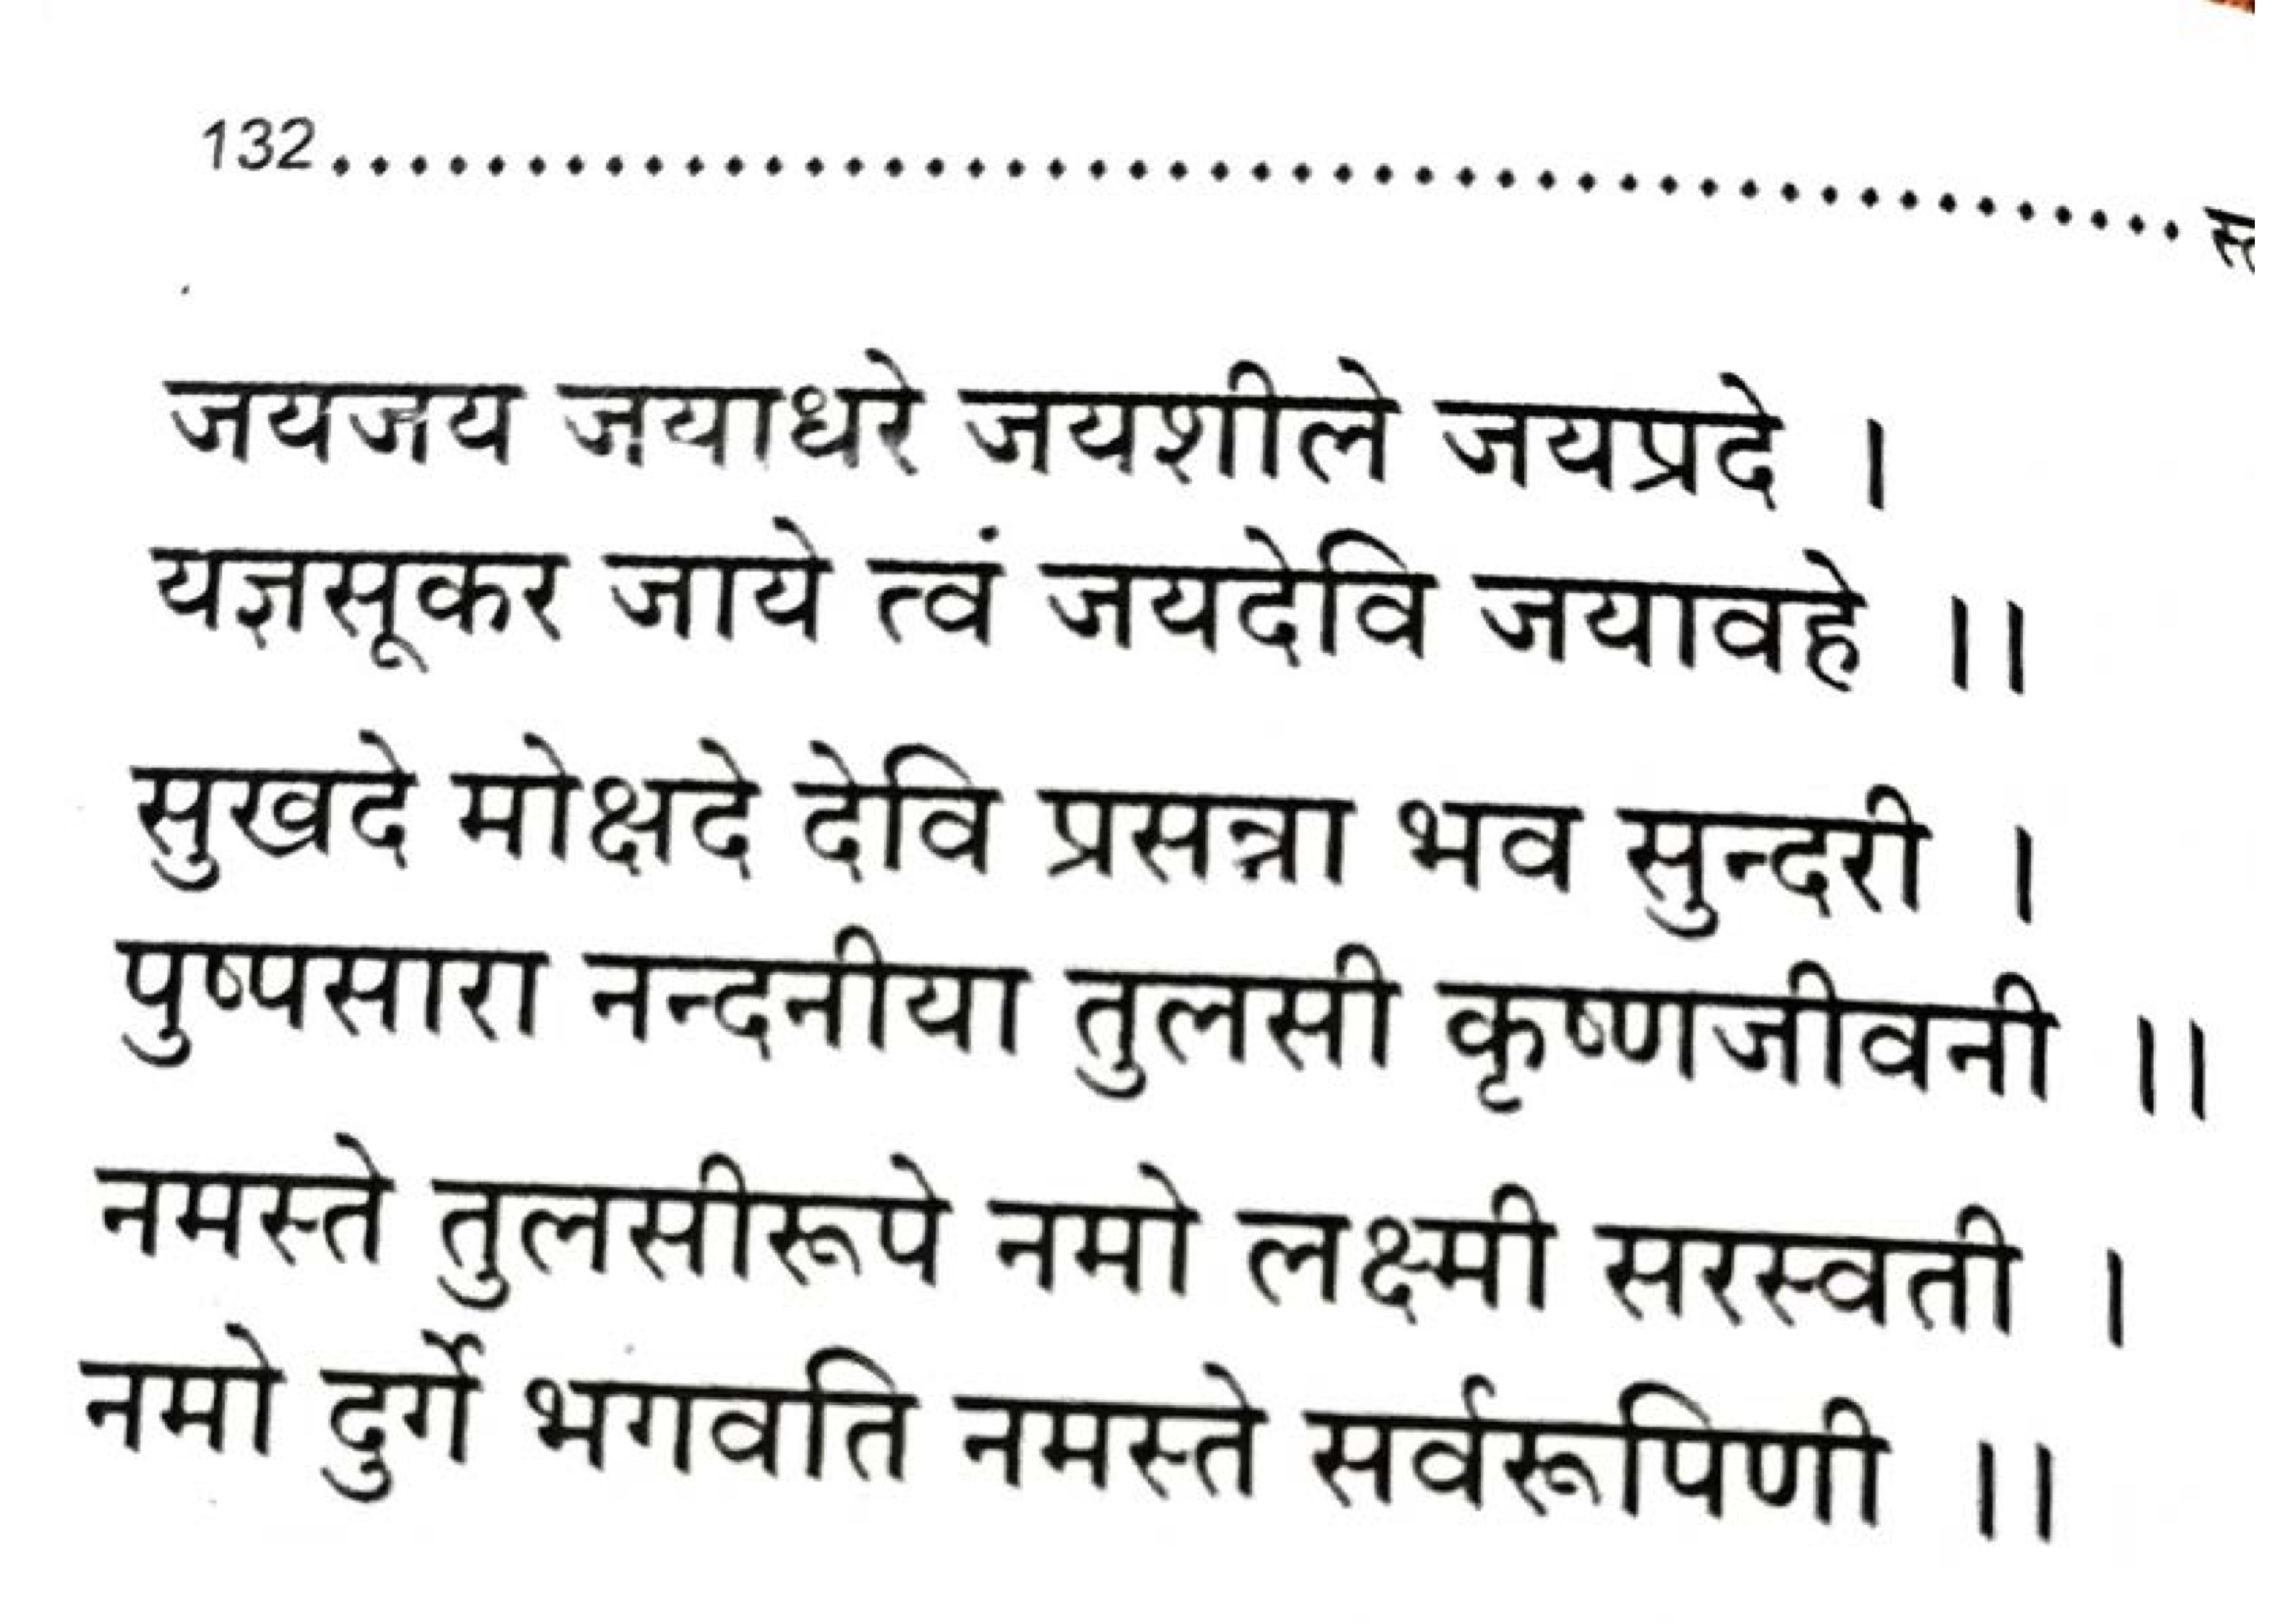 132
जयजय जयाधरे जयशीले जयप्रदे ।
यज्ञसूकर जाये त्वं जयदेवि जयावहे ।।
सुखदे मोक्षदे देवि प्रसन्ना भव सुन्दरी ।
पुष्पसारा नन्दनीया तुलसी कृष्णजीवनी ।।
नमस्ते तुलसीरूपे नमो लक्ष्मी सरस्वती ।
नमो दुर्गे भगवति नमस्ते सर्वरूपिणी ।।